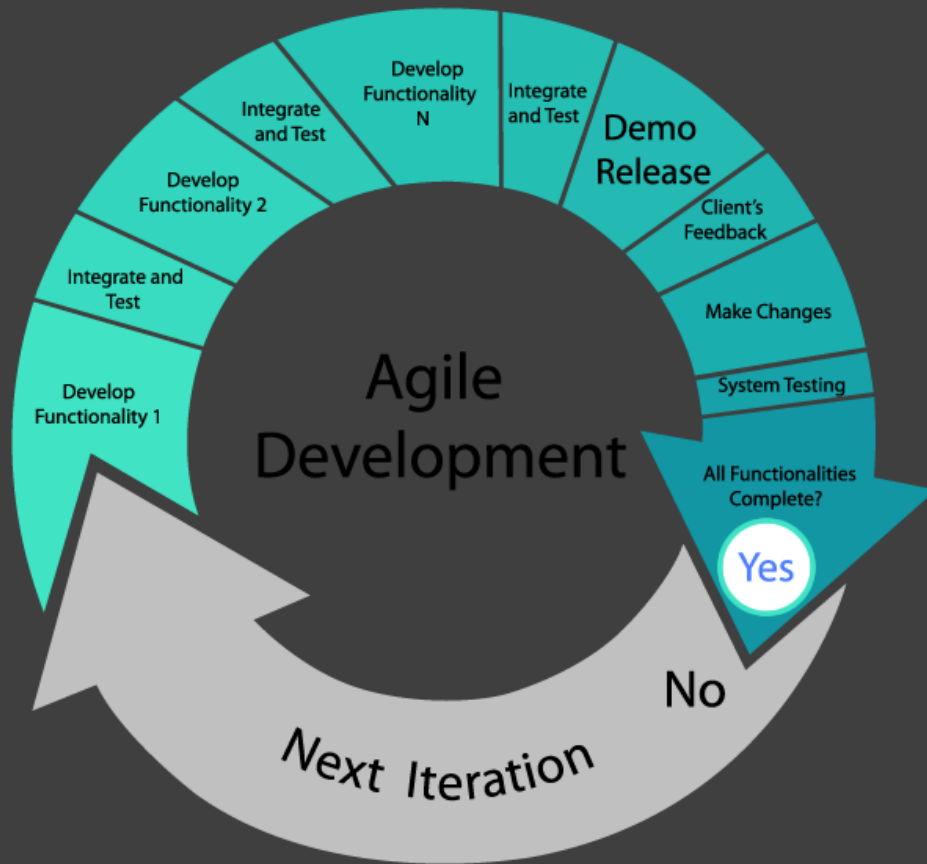 Develop
Functionality 1
Integrate and
Test
Develop
Functionality 2
Integrate
and Test
Develop
Functionality
N
Integrate
and Test
Demo
Release
Client's
Feedback
Make Changes
System Testing
All Functionalities
Complete?
Yes
No
Next Iteration
Agile
Development